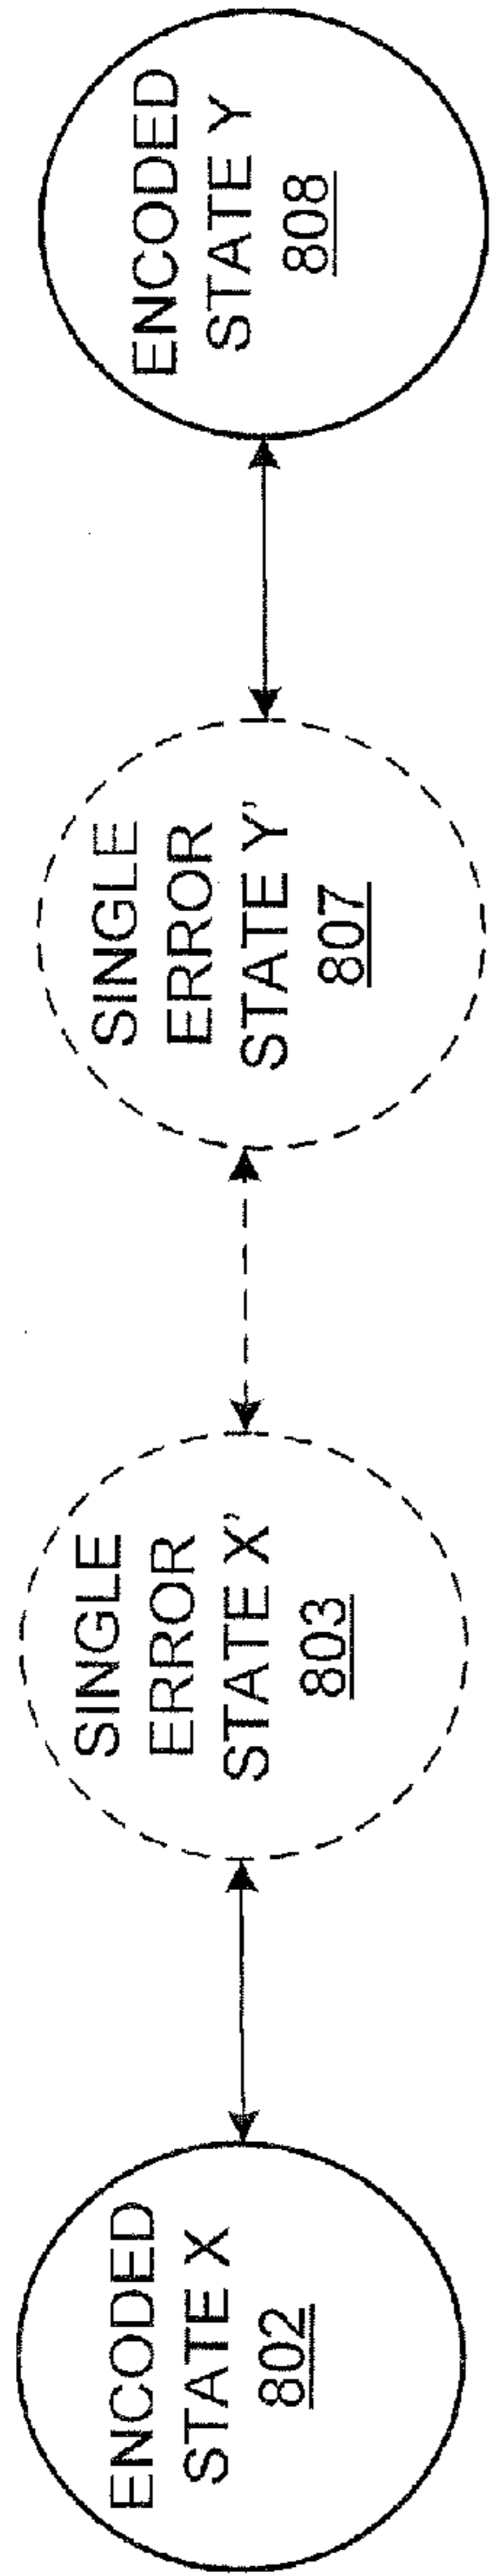 ENCODED
STATE X
802
SINGLE
ERROR
STATE X'
803
SINGLE
ERROR
STATE Y'
807
ENCODED
STATE Y
808